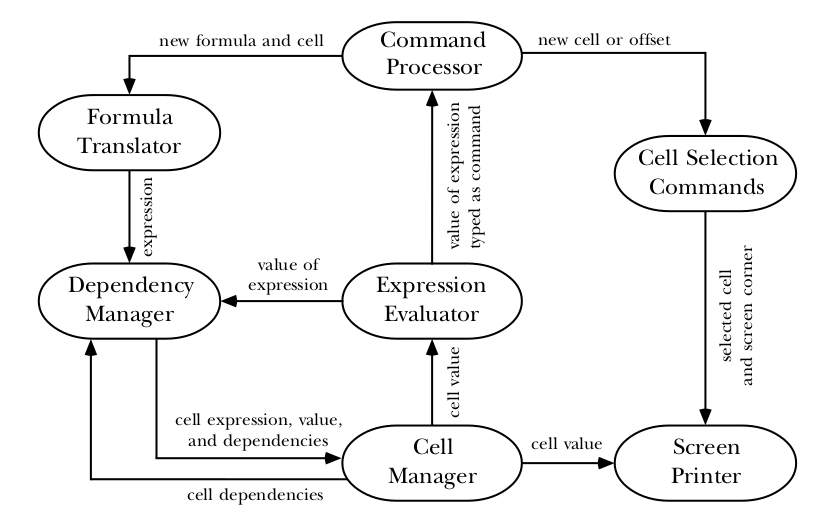 new formula and cell
Command
Processor
new cell or offset
Formula
Translator
value of expression
typed as command
Cell Selection
Commands
expression
Dependency
Manager
value of
expression
Expression
Evaluator
selected cell
and screen corner
cell value
cell expression, value,
and dependencies
Cell
Manager
cell value
Screen
Printer
cell dependencies